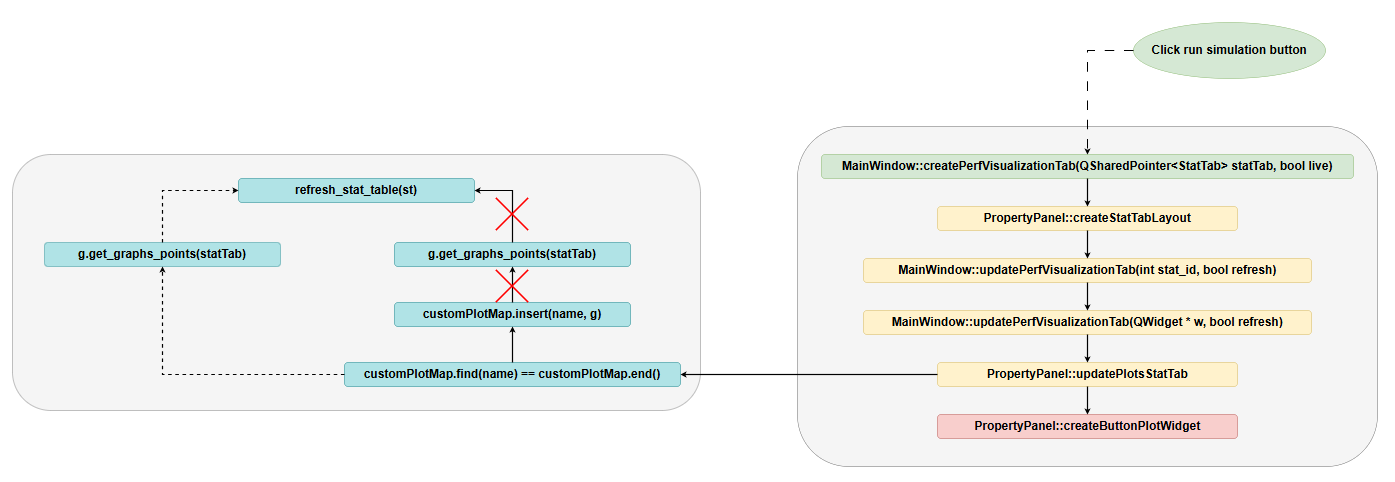 Click run simulation button
MainWindow::createPerfVisualizationTab(QSharedPointer<StatTab> statTab, bool live)
refresh_stat_table(st)
PropertyPanel::createStatTabLayout
g.get_graphs_points(statTab)
g.get_graphs_points(statTab)
MainWindow::updatePerfVisualizationTab(int stat_id, bool refresh)
customPlotMap.insert(name, g)
MainWindow::updatePerfVisualizationTab(QWidget * w, bool refresh)
customPlotMap.find(name) == customPlotMap.end()
PropertyPanel::updatePlotsStatTab
PropertyPanel::createButtonPlotWidget